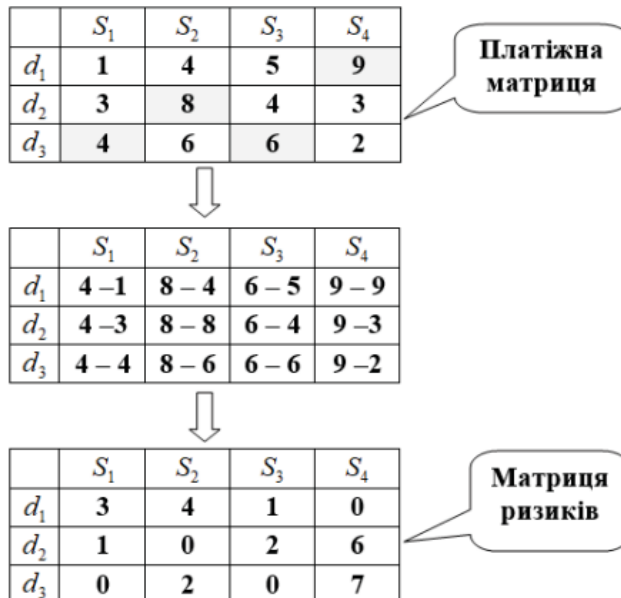 S₁ S₂ S₃ S₄
d₁ 1 4 5 9
d₂ 3 8 4 3
d₃ 4 6 6 2
Платіжна
матриця
S₁ S₂ S₃ S₄
d₁ 4 –1 8 – 4 6 – 5 9 – 9
d₂ 4 –3 8 – 8 6 – 4 9 –3
d₃ 4 – 4 8 – 6 6 – 6 9 –2
S₁ S₂ S₃ S₄
d₁ 3 4 1 0
d₂ 1 0 2 6
d₃ 0 2 0 7
Матриця
ризиків